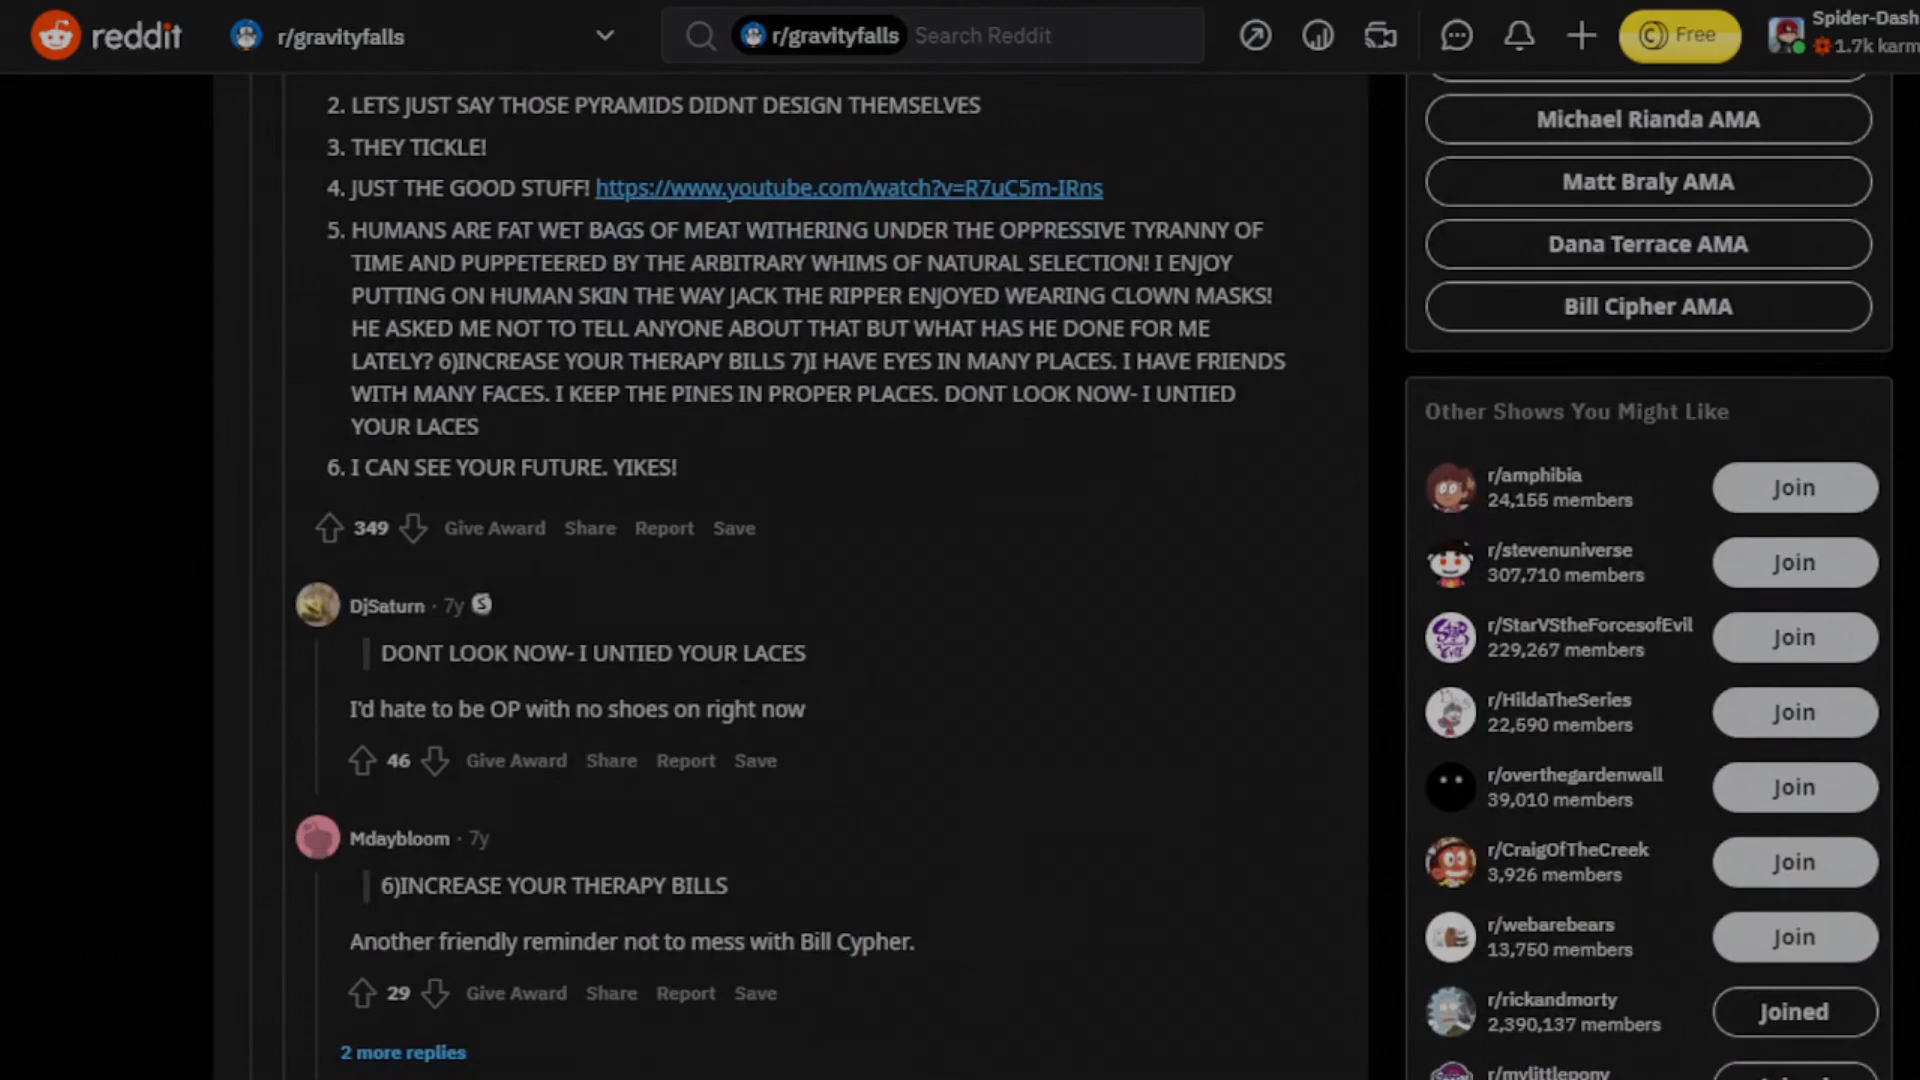 reddit
r/gravityfalls
r/gravityfalls Search Reddit
Free
Spider-Dash
1.7k karm
2. LETS JUST SAY THOSE PYRAMIDS DIDNT DESIGN THEMSELVES
3. THEY TICKLE!
4. JUST THE GOOD STUFF! https://www.youtube.com/watch?v=R7uC5m-IRns
5. HUMANS ARE FAT WET BAGS OF MEAT WITHERING UNDER THE OPPRESSIVE TYRANNY OF
TIME AND PUPPETEERED BY THE ARBITRARY WHIMS OF NATURAL SELECTION! I ENJOY
PUTTING ON HUMAN SKIN THE WAY JACK THE RIPPER ENJOYED WEARING CLOWN MASKS!
HE ASKED ME NOT TO TELL ANYONE ABOUT THAT BUT WHAT HAS HE DONE FOR ME
LATELY? 6)INCREASE YOUR THERAPY BILLS 7)I HAVE EYES IN MANY PLACES. I HAVE FRIENDS
WITH MANY FACES. I KEEP THE PINES IN PROPER PLACES. DONT LOOK NOW- I UNTIED
YOUR LACES
6. I CAN SEE YOUR FUTURE. YIKES!
349 Give Award Share Report Save
DjSaturn · 7y S
DONT LOOK NOW- I UNTIED YOUR LACES
I'd hate to be OP with no shoes on right now
46 Give Award Share Report Save
Mdaybloom · 7y
6)INCREASE YOUR THERAPY BILLS
Another friendly reminder not to mess with Bill Cypher.
29 Give Award Share Report Save
2 more replies
Michael Rianda AMA
Matt Braly AMA
Dana Terrace AMA
Bill Cipher AMA
Other Shows You Might Like
r/amphibia
24,155 members
Join
r/stevenuniverse
307,710 members
Join
r/StarVStheForcesofEvil
229,267 members
Join
r/HildaTheSeries
22,590 members
Join
r/overthegardenwall
39,010 members
Join
r/CraigOfTheCreek
3,926 members
Join
r/webarebears
13,750 members
Join
r/rickandmorty
2,390,137 members
Joined
r/mylittlepony